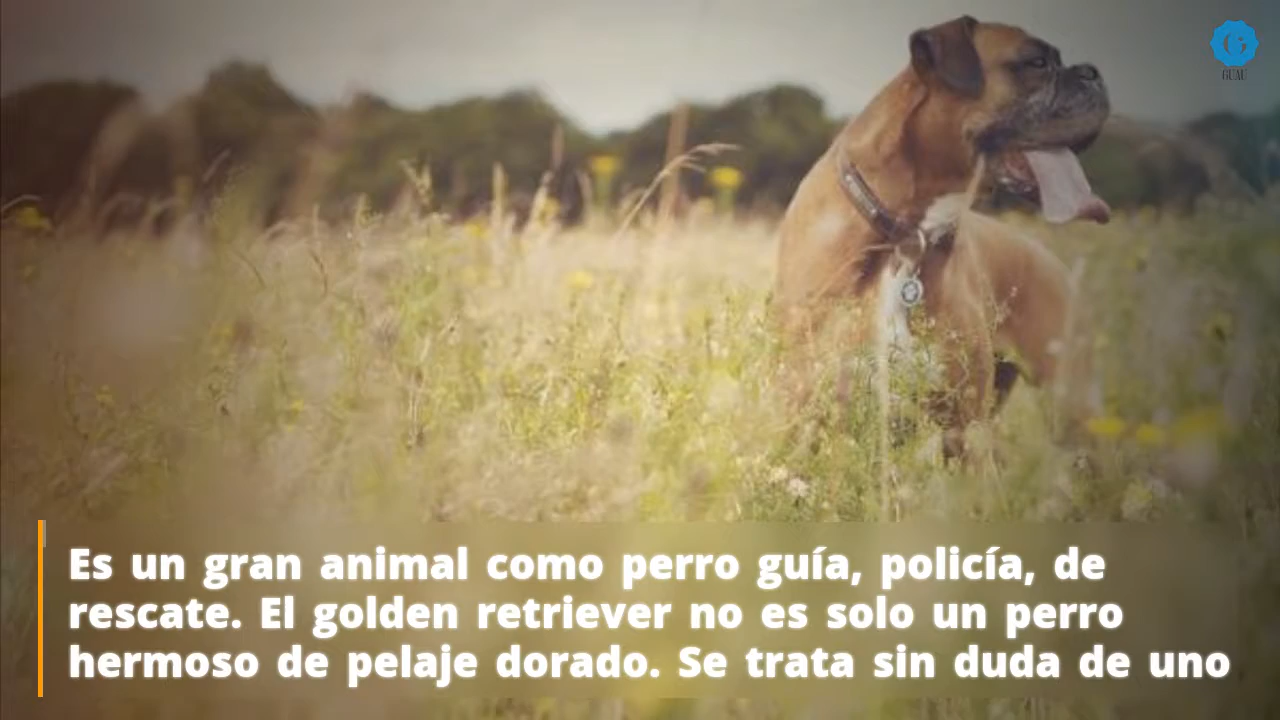 GUAU
Es un gran animal como perro guía, policía, de
rescate. El golden retriever no es solo un perro
hermoso de pelaje dorado. Se trata sin duda de uno